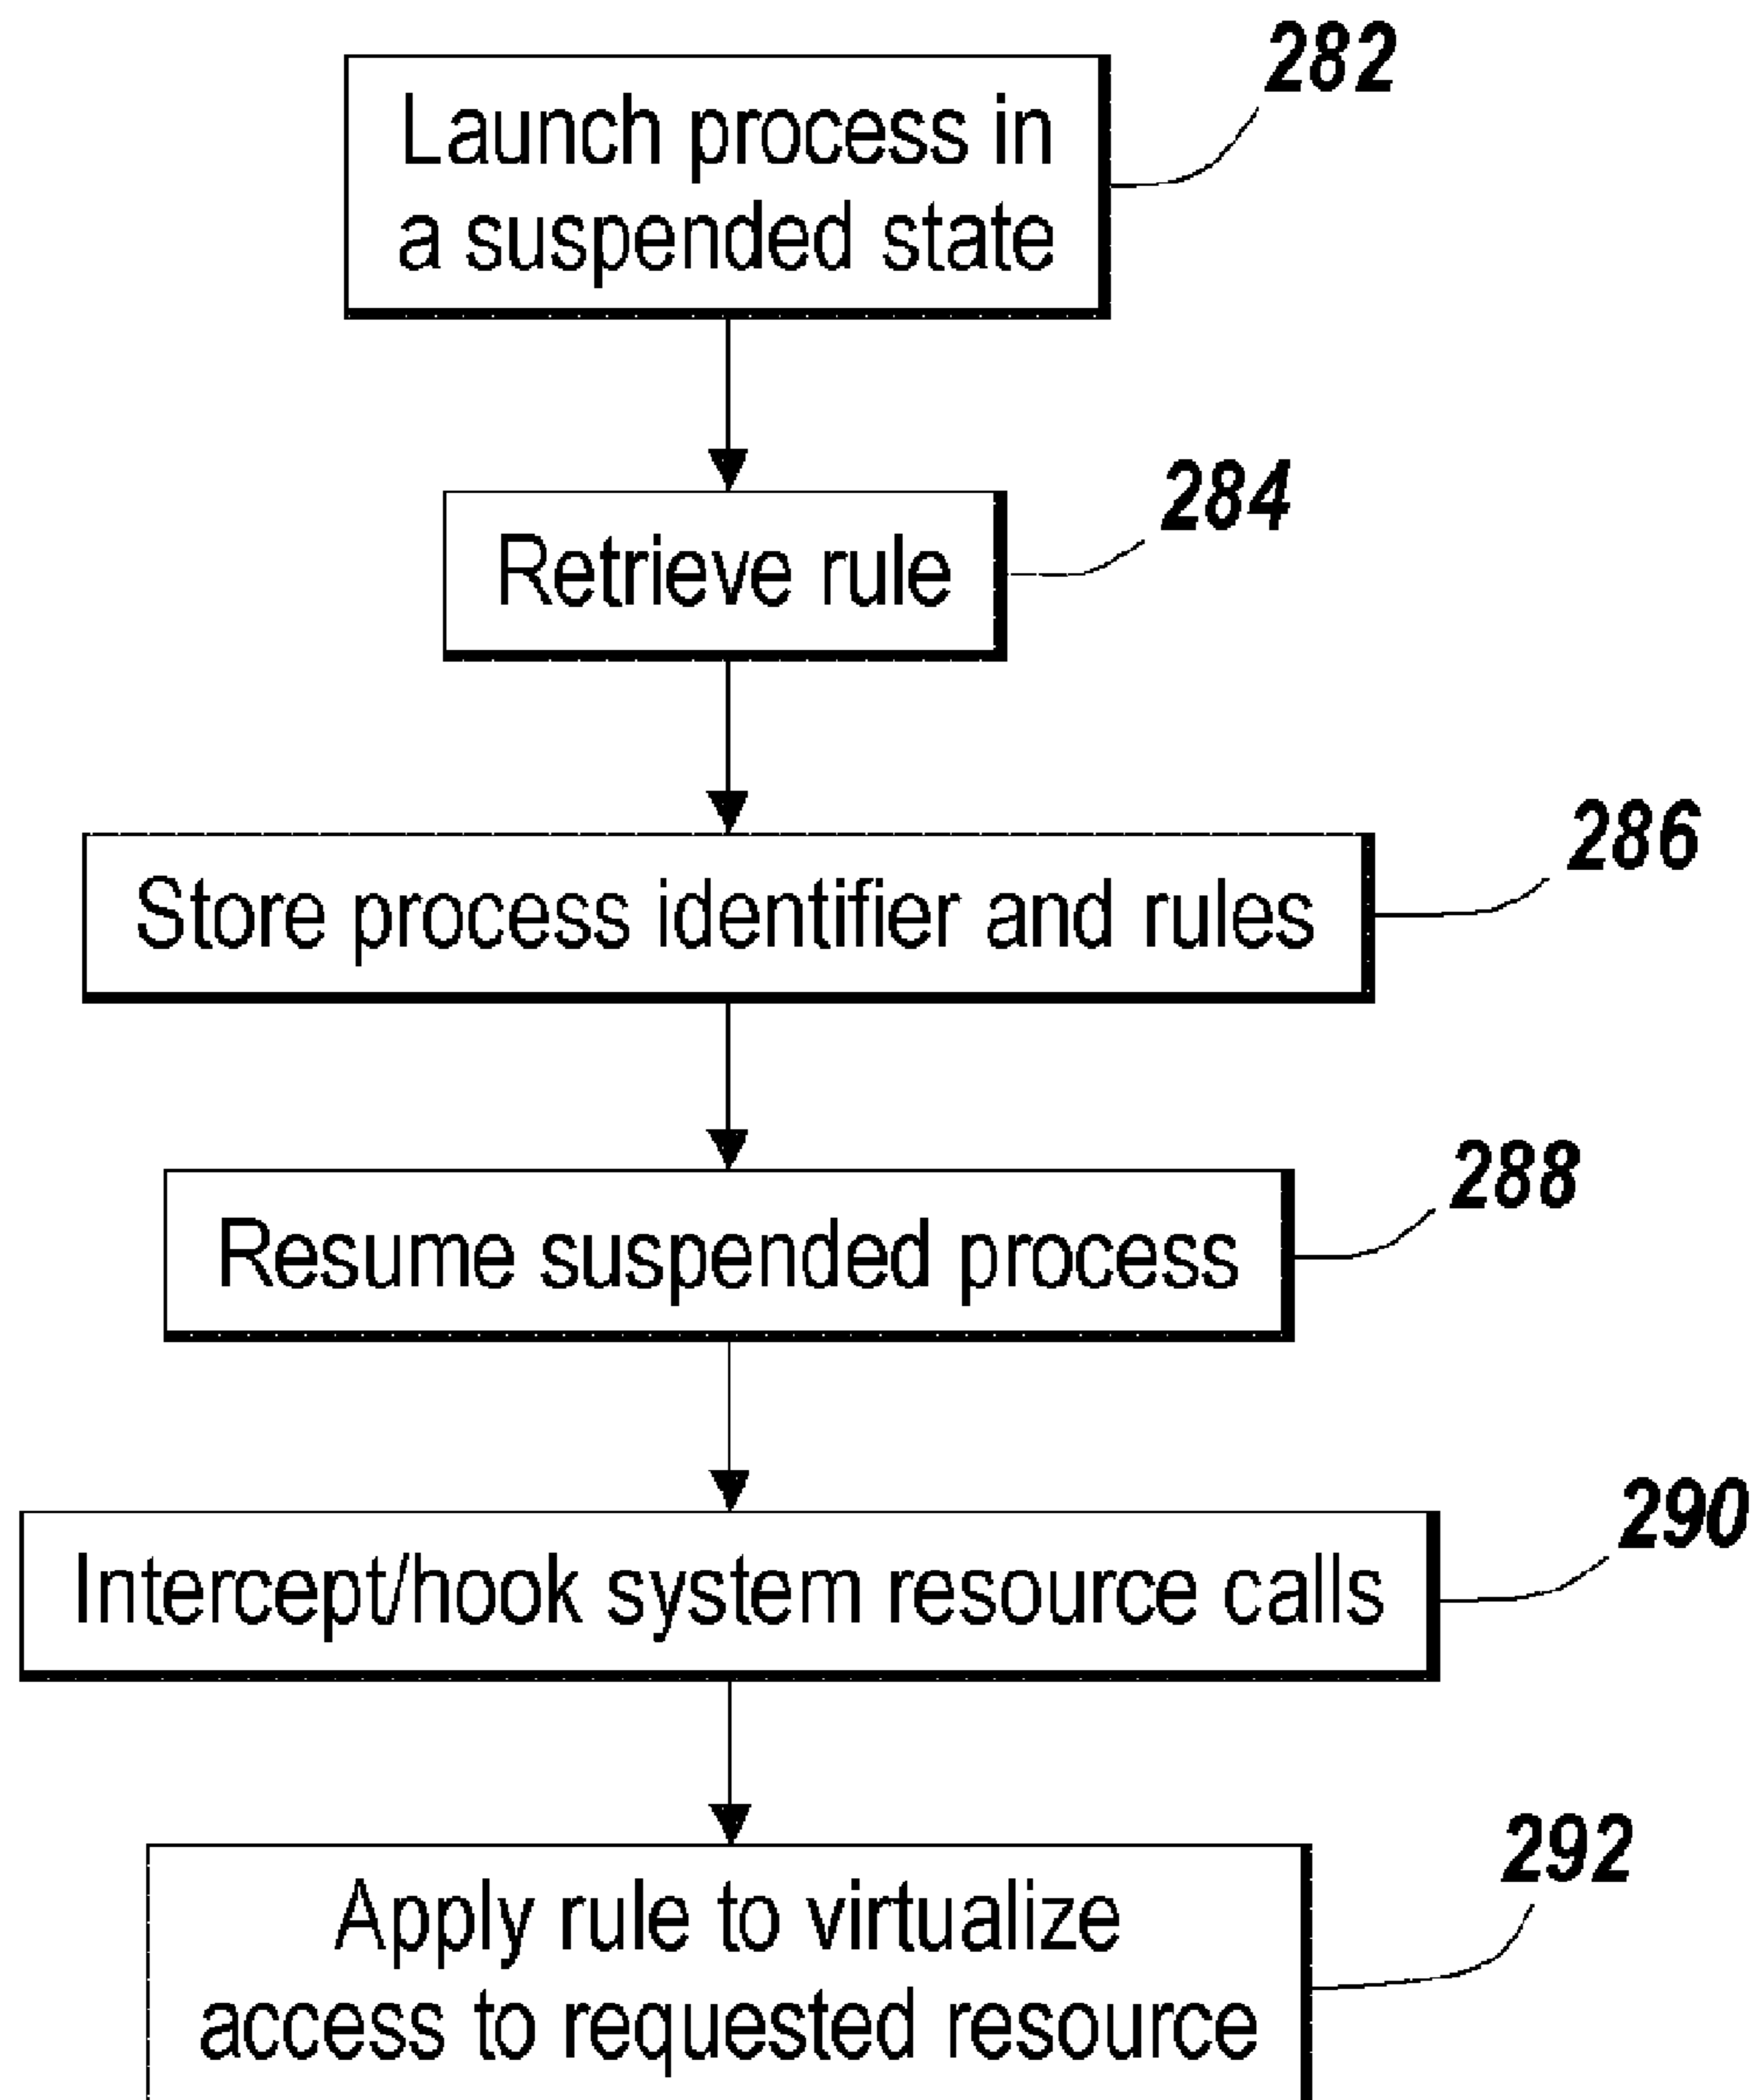 282
Launch process in
a suspended state
284
Retrieve rule
286
Store process identifier and rules
288
Resume suspended process
290
Intercept/hook system resource calls
292
Apply rule to virtualize
access to requested resource